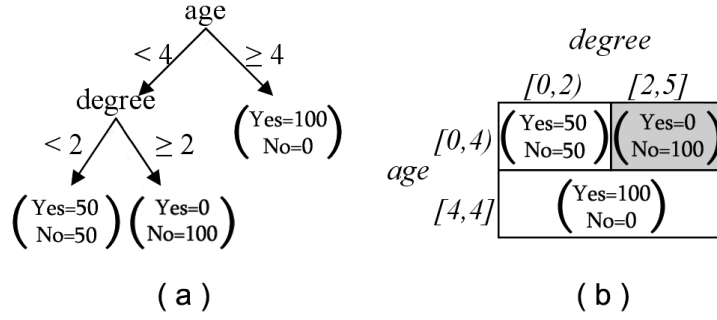 age
< 4
≥ 4
degree
Yes=100
No=0
< 2
≥ 2
Yes=50
No=50
Yes=0
No=100
( a )
degree
[0,2)
[2,5]
[0,4)
Yes=50
No=50
Yes=0
No=100
age
[4,4]
Yes=100
No=0
( b )